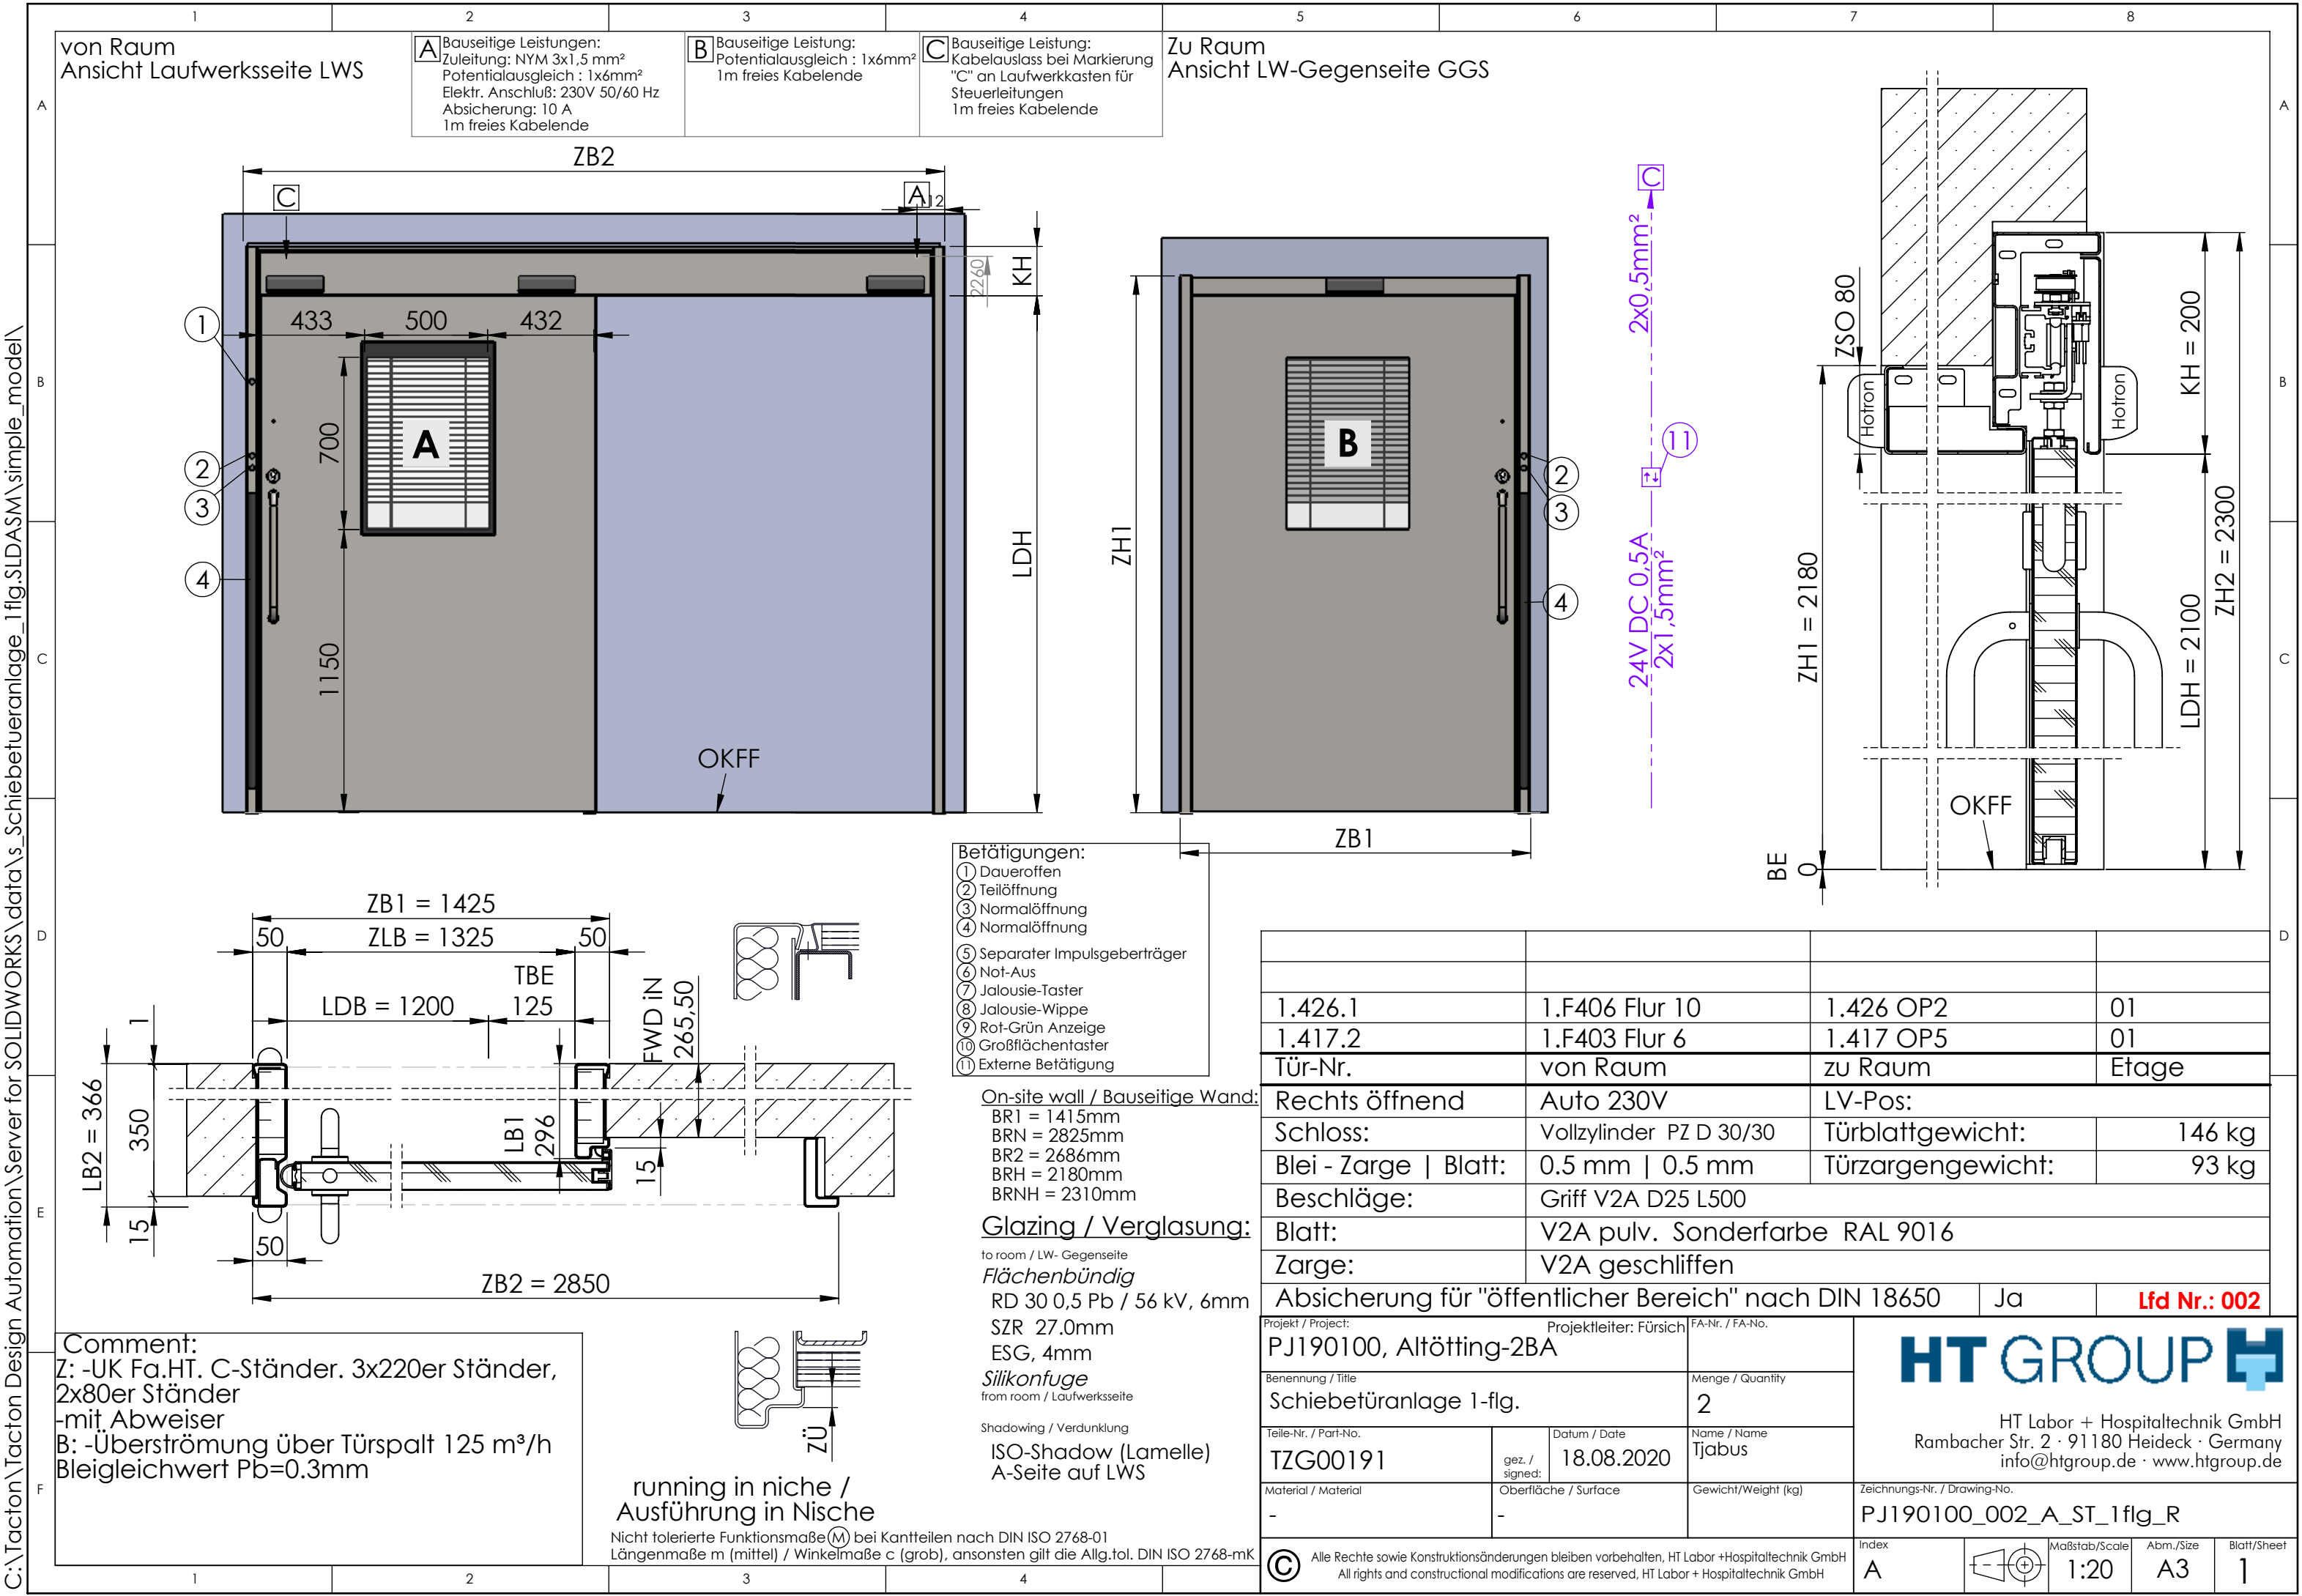 1 2 3 4 5 6 7 8
von Raum
Ansicht Laufwerksseite LWS
A
Bauseitige Leistungen:
Zuleitung: NYM 3x1,5 mm²
Potentialausgleich : 1x6mm²
Elektr. Anschluß: 230V 50/60 Hz
Absicherung: 10 A
1m freies Kabelende
B
Bauseitige Leistung:
Potentialausgleich : 1x6mm²
1m freies Kabelende
C
Bauseitige Leistung:
Kabelauslass bei Markierung
"C" an Laufwerkkasten für
Steuerleitungen
1m freies Kabelende
Zu Raum
Ansicht LW-Gegenseite GGS
A
A
B
B
C
C
D
D
E
F
C:\Tacton\Tacton Design Automation\Server for SOLIDWORKS\data\s_Schiebetueranlage_1flg.SLDASM\simple_model\
ZB2
C
A
12
2260
KH
433
500
432
700
1150
A
1
2
3
4
LDH
OKFF
ZH1
B
2
3
4
ZB1
C
2x0,5mm²
11
24V DC 0,5A
2x1,5mm²
ZSO 80
Hotron
Hotron
KH = 200
ZH2 = 2300
ZH1 = 2180
LDH = 2100
OKFF
BE
0
ZB1 = 1425
50
ZLB = 1325
50
TBE
LDB = 1200
125
FWD iN
265,50
1
LB2 = 366
350
15
LB1
296
15
50
ZB2 = 2850
ZÜ
Betätigungen:
1 Daueroffen
2 Teilöffnung
3 Normalöffnung
4 Normalöffnung
5 Separater Impulsgeberträger
6 Not-Aus
7 Jalousie-Taster
8 Jalousie-Wippe
9 Rot-Grün Anzeige
10 Großflächentaster
11 Externe Betätigung
On-site wall / Bauseitige Wand:
BR1 = 1415mm
BRN = 2825mm
BR2 = 2686mm
BRH = 2180mm
BRNH = 2310mm
Glazing / Verglasung:
to room / LW- Gegenseite
Flächenbündig
RD 30 0,5 Pb / 56 kV, 6mm
SZR 27.0mm
ESG, 4mm
Silikonfuge
from room / Laufwerksseite
Shadowing / Verdunklung
ISO-Shadow (Lamelle)
A-Seite auf LWS
Comment:
Z: -UK Fa.HT. C-Ständer. 3x220er Ständer,
2x80er Ständer
-mit Abweiser
B: -Überströmung über Türspalt 125 m³/h
Bleigleichwert Pb=0.3mm
running in niche /
Ausführung in Nische
Nicht tolerierte Funktionsmaße M bei Kantteilen nach DIN ISO 2768-01
Längenmaße m (mittel) / Winkelmaße c (grob), ansonsten gilt die Allg.tol. DIN ISO 2768-mK
1.426.1 1.F406 Flur 10 1.426 OP2 01
1.417.2 1.F403 Flur 6 1.417 OP5 01
Tür-Nr. von Raum zu Raum Etage
Rechts öffnend Auto 230V LV-Pos:
Schloss: Vollzylinder PZ D 30/30 Türblattgewicht: 146 kg
Blei - Zarge | Blatt: 0.5 mm | 0.5 mm Türzargengewicht: 93 kg
Beschläge: Griff V2A D25 L500
Blatt: V2A pulv. Sonderfarbe RAL 9016
Zarge: V2A geschliffen
Absicherung für "öffentlicher Bereich" nach DIN 18650 Ja Lfd Nr.: 002
Projekt / Project: Projektleiter: Fürsich FA-Nr. / FA-No.
PJ190100, Altötting-2BA
Benennung / Title Menge / Quantity
Schiebetüranlage 1-flg. 2
Teile-Nr. / Part-No. Datum / Date Name / Name
TZG00191 gez. / signed: 18.08.2020 Tjabus
Material / Material Oberfläche / Surface Gewicht/Weight (kg)
- -
HT GROUP
HT Labor + Hospitaltechnik GmbH
Rambacher Str. 2 · 91180 Heideck · Germany
info@htgroup.de · www.htgroup.de
Zeichnungs-Nr. / Drawing-No.
PJ190100_002_A_ST_1flg_R
© Alle Rechte sowie Konstruktionsänderungen bleiben vorbehalten, HT Labor +Hospitaltechnik GmbH
All rights and constructional modifications are reserved, HT Labor + Hospitaltechnik GmbH
Index Maßstab/Scale Abm./Size Blatt/Sheet
A 1:20 A3 1
1 2 3 4